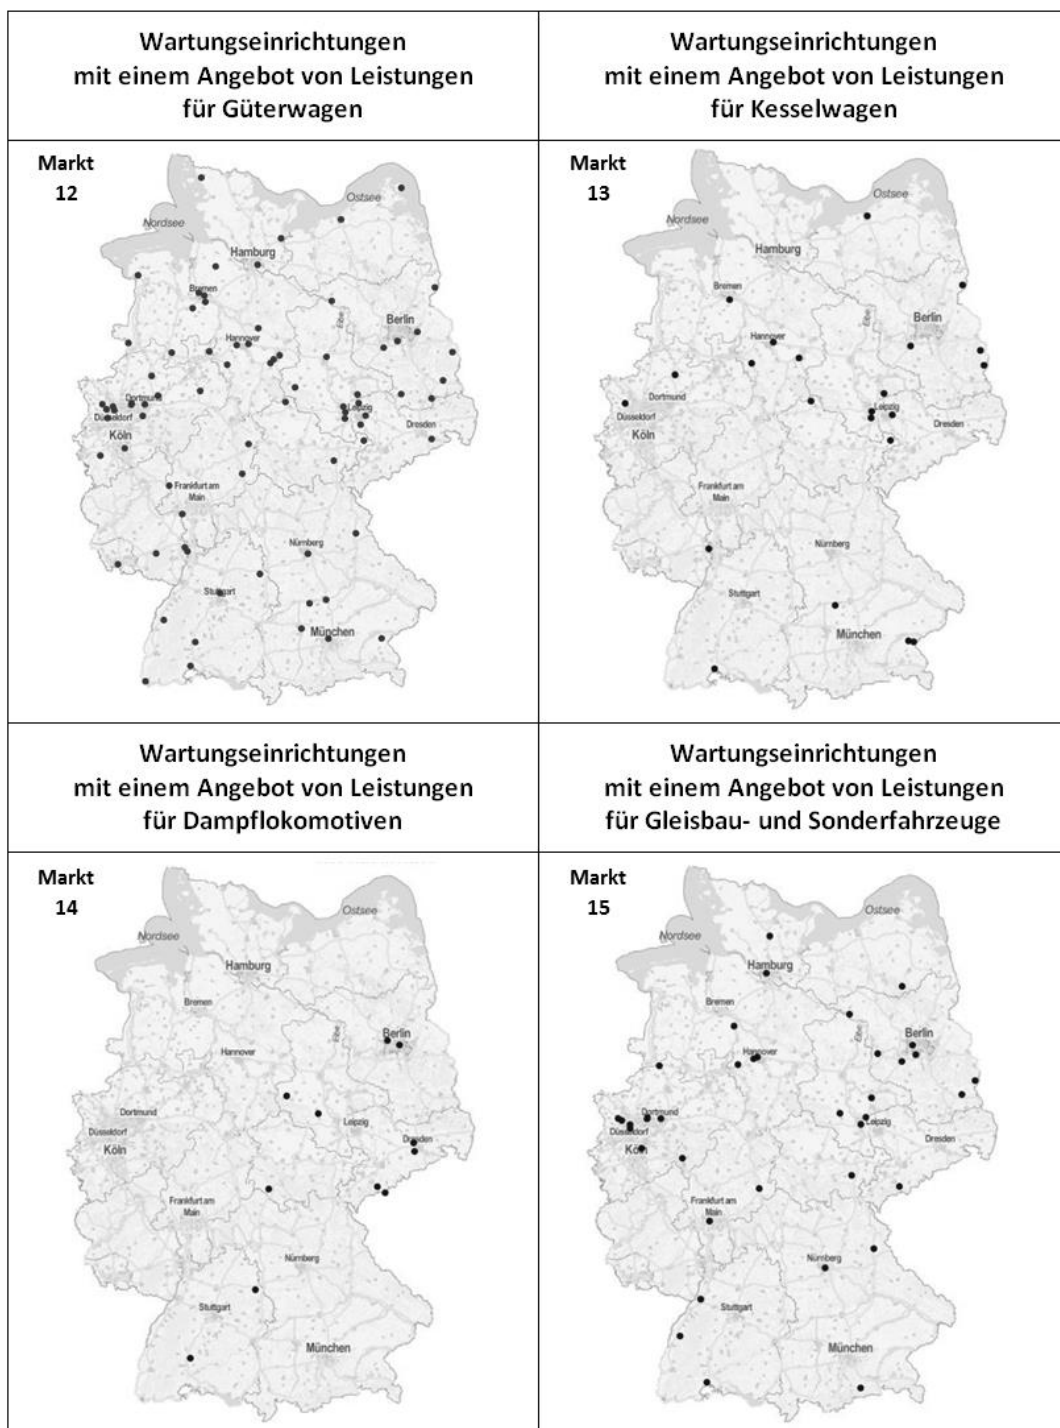 Wartungseinrichtungen
mit einem Angebot von Leistungen
für Güterwagen
Wartungseinrichtungen
mit einem Angebot von Leistungen
für Kesselwagen
Markt
12
Ostsee
Nordsee
Hamburg
Bremen
Elbe
Berlin
Hannover
Dortmund
Düsseldorf
Leipzig
Dresden
Köln
Frankfurt am
Main
Nürnberg
Stuttgart
München
Markt
13
Ostsee
Nordsee
Hamburg
Bremen
Elbe
Berlin
Hannover
Dortmund
Düsseldorf
Leipzig
Dresden
Köln
Frankfurt am
Main
Nürnberg
Stuttgart
München
Wartungseinrichtungen
mit einem Angebot von Leistungen
für Dampflokomotiven
Wartungseinrichtungen
mit einem Angebot von Leistungen
für Gleisbau- und Sonderfahrzeuge
Markt
14
Ostsee
Nordsee
Hamburg
Bremen
Elbe
Berlin
Hannover
Dortmund
Düsseldorf
Leipzig
Dresden
Köln
Frankfurt am
Main
Nürnberg
Stuttgart
München
Markt
15
Ostsee
Nordsee
Hamburg
Bremen
Elbe
Berlin
Hannover
Dortmund
Düsseldorf
Leipzig
Dresden
Köln
Frankfurt am
Main
Nürnberg
Stuttgart
München